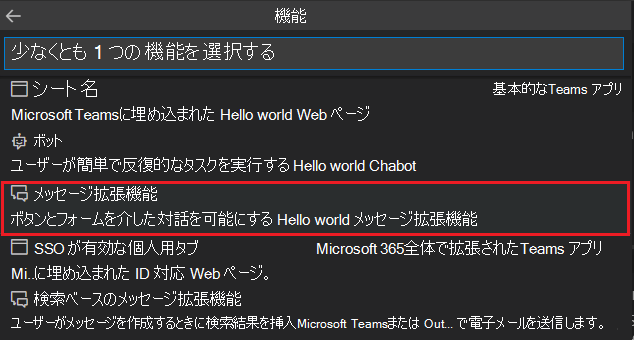 機能
少なくとも 1 つの機能を選択する
シート名 基本的なTeams アプリ
Microsoft Teamsに埋め込まれた Hello world Web ページ
ボット
ユーザーが簡単で反復的なタスクを実行する Hello world Chabot
メッセージ拡張機能
ボタンとフォームを介した対話を可能にする Hello world メッセージ拡張機能
SSO が有効な個人用タブ Microsoft 365全体で拡張されたTeams アプリ
Mi..に埋め込まれた ID 対応 Web ページ。
検索ベースのメッセージ拡張機能
ユーザーがメッセージを作成するときに検索結果を挿入Microsoft Teamsまたは Out... で電子メールを送信します。